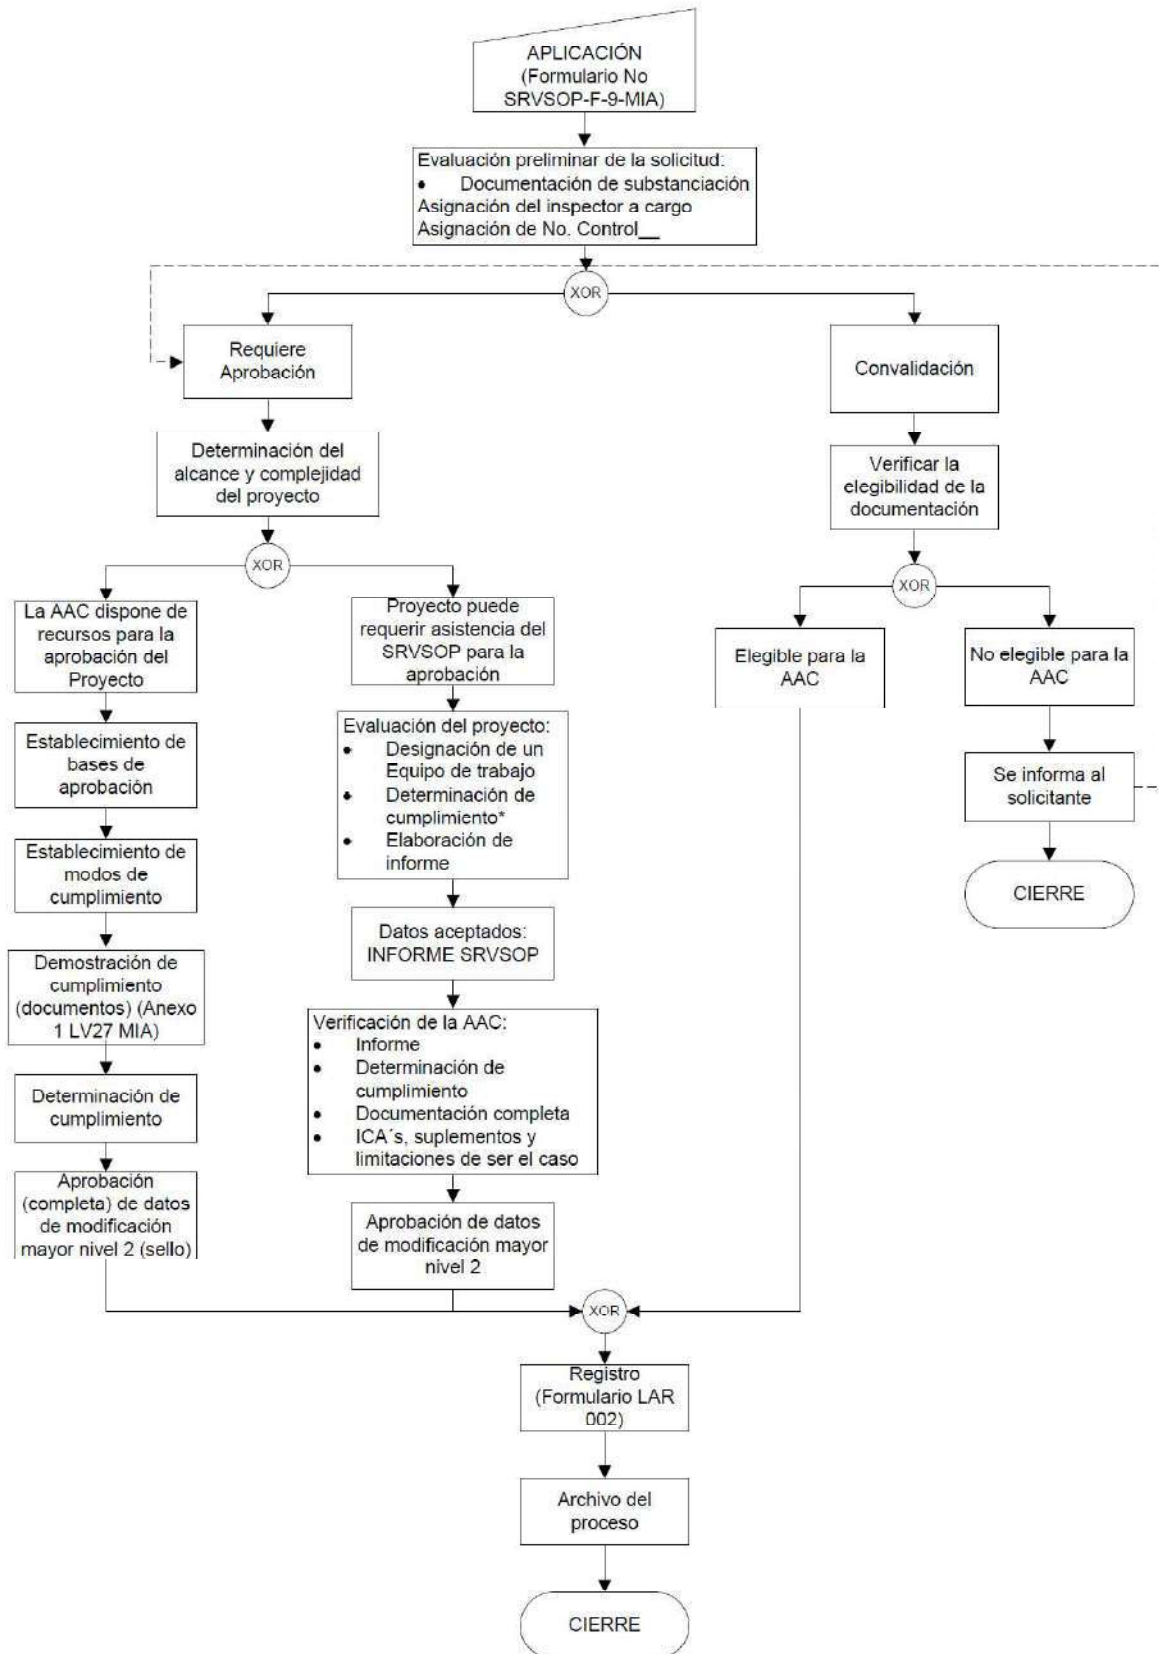 APLICACIÓN
(Formulario No
SRVSOP-F-9-MIA)
Evaluación preliminar de la solicitud:
• Documentación de substanciación
Asignación del inspector a cargo
Asignación de No. Control__
XOR
Requiere
Aprobación
Convalidación
Determinación del
alcance y complejidad
del proyecto
Verificar la
elegibilidad de la
documentación
XOR
XOR
La AAC dispone de
recursos para la
aprobación del
Proyecto
Proyecto puede
requerir asistencia del
SRVSOP para la
aprobación
Elegible para la
AAC
No elegible para la
AAC
Establecimiento de
bases de
aprobación
Evaluación del proyecto:
• Designación de un
Equipo de trabajo
• Determinación de
cumplimiento*
• Elaboración de
informe
Se informa al
solicitante
Establecimiento de
modos de
cumplimiento
CIERRE
Demostración de
cumplimiento
(documentos) (Anexo
1 LV27 MIA)
Datos aceptados:
INFORME SRVSOP
Determinación de
cumplimiento
Verificación de la AAC:
• Informe
• Determinación de
cumplimiento
• Documentación completa
• ICA´s, suplementos y
limitaciones de ser el caso
Aprobación
(completa) de datos
de modificación
mayor nivel 2 (sello)
Aprobación de datos
de modificación mayor
nivel 2
XOR
Registro
(Formulario LAR
002)
Archivo del
proceso
CIERRE